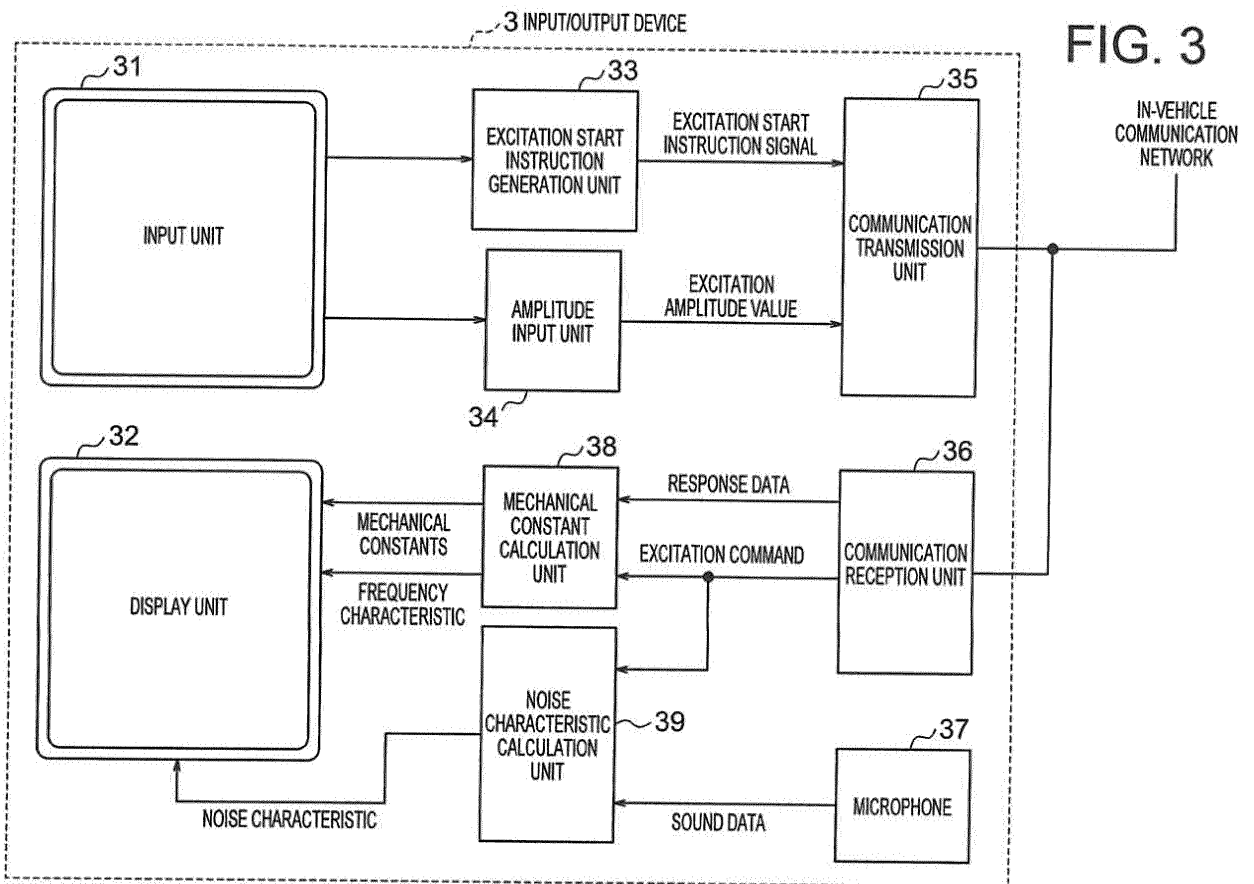 3 INPUT/OUTPUT DEVICE
FIG. 3
31
INPUT UNIT
33
EXCITATION START
INSTRUCTION
GENERATION UNIT
EXCITATION START
INSTRUCTION SIGNAL
35
COMMUNICATION
TRANSMISSION
UNIT
IN-VEHICLE
COMMUNICATION
NETWORK
AMPLITUDE
INPUT UNIT
34
EXCITATION
AMPLITUDE VALUE
32
DISPLAY UNIT
MECHANICAL
CONSTANTS
FREQUENCY
CHARACTERISTIC
38
MECHANICAL
CONSTANT
CALCULATION
UNIT
RESPONSE DATA
EXCITATION COMMAND
36
COMMUNICATION
RECEPTION UNIT
NOISE
CHARACTERISTIC
CALCULATION
UNIT
39
37
MICROPHONE
NOISE CHARACTERISTIC
SOUND DATA